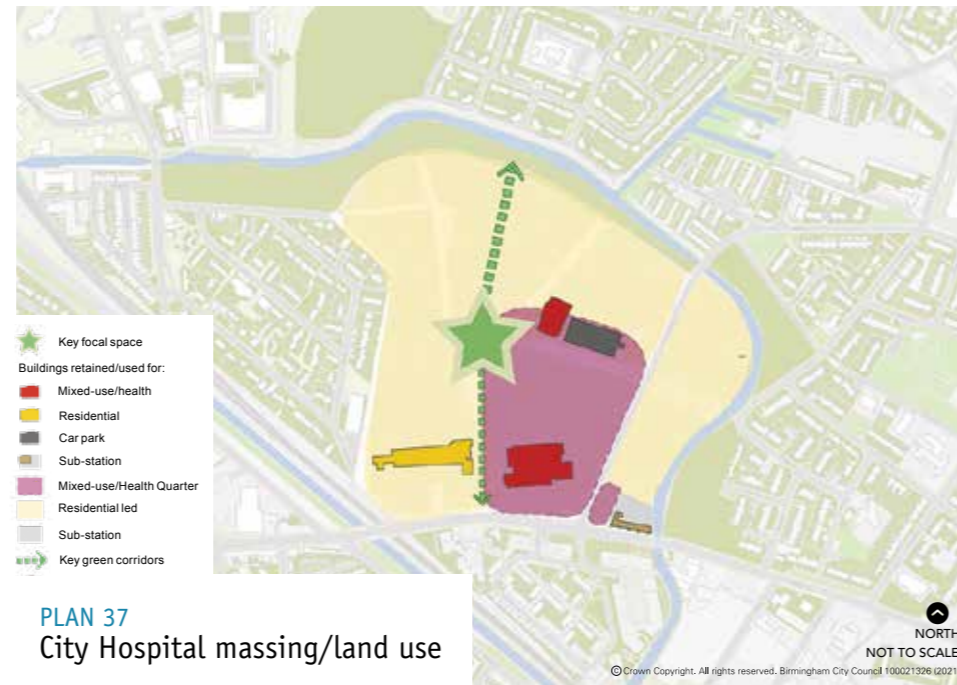 Key focal space
Buildings retained/used for:
Mixed-use/health
Residential
Car park
Sub-station
Mixed-use/Health Quarter
Residential led
Sub-station
Key green corridors
PLAN 37
City Hospital massing/land use
NORTH
NOT TO SCALE
© Crown Copyright. All rights reserved. Birmingham City Council 100021326 (2021